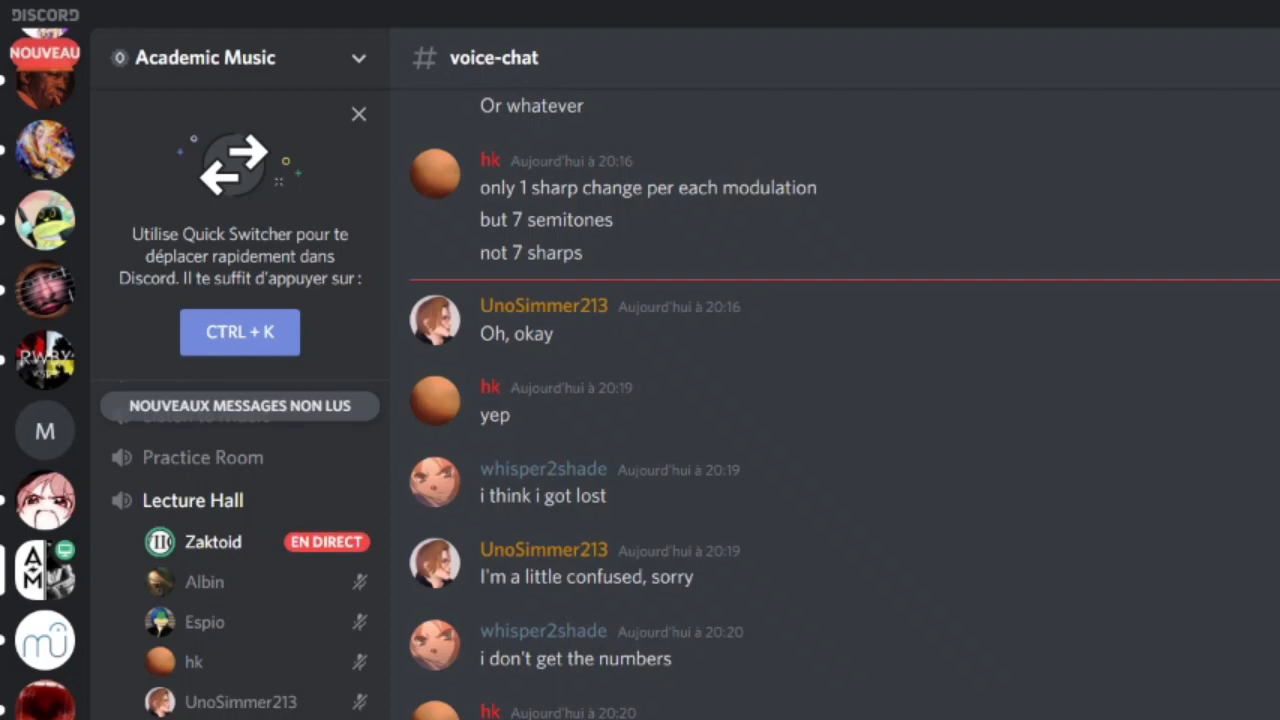 DISCORD
NOUVEAU
RWBY
M
A
M
mu
Academic Music
Utilise Quick Switcher pour te
déplacer rapidement dans
Discord. Il te suffit d'appuyer sur :
CTRL + K
NOUVEAUX MESSAGES NON LUS
Practice Room
Lecture Hall
Zaktoid EN DIRECT
Albin
Espio
hk
UnoSimmer213
# voice-chat
Or whatever
hk Aujourd'hui à 20:16
only 1 sharp change per each modulation
but 7 semitones
not 7 sharps
UnoSimmer213 Aujourd'hui à 20:16
Oh, okay
hk Aujourd'hui à 20:19
yep
whisper2shade Aujourd'hui à 20:19
i think i got lost
UnoSimmer213 Aujourd'hui à 20:19
I'm a little confused, sorry
whisper2shade Aujourd'hui à 20:20
i don't get the numbers
hk Aujourd'hui à 20:20